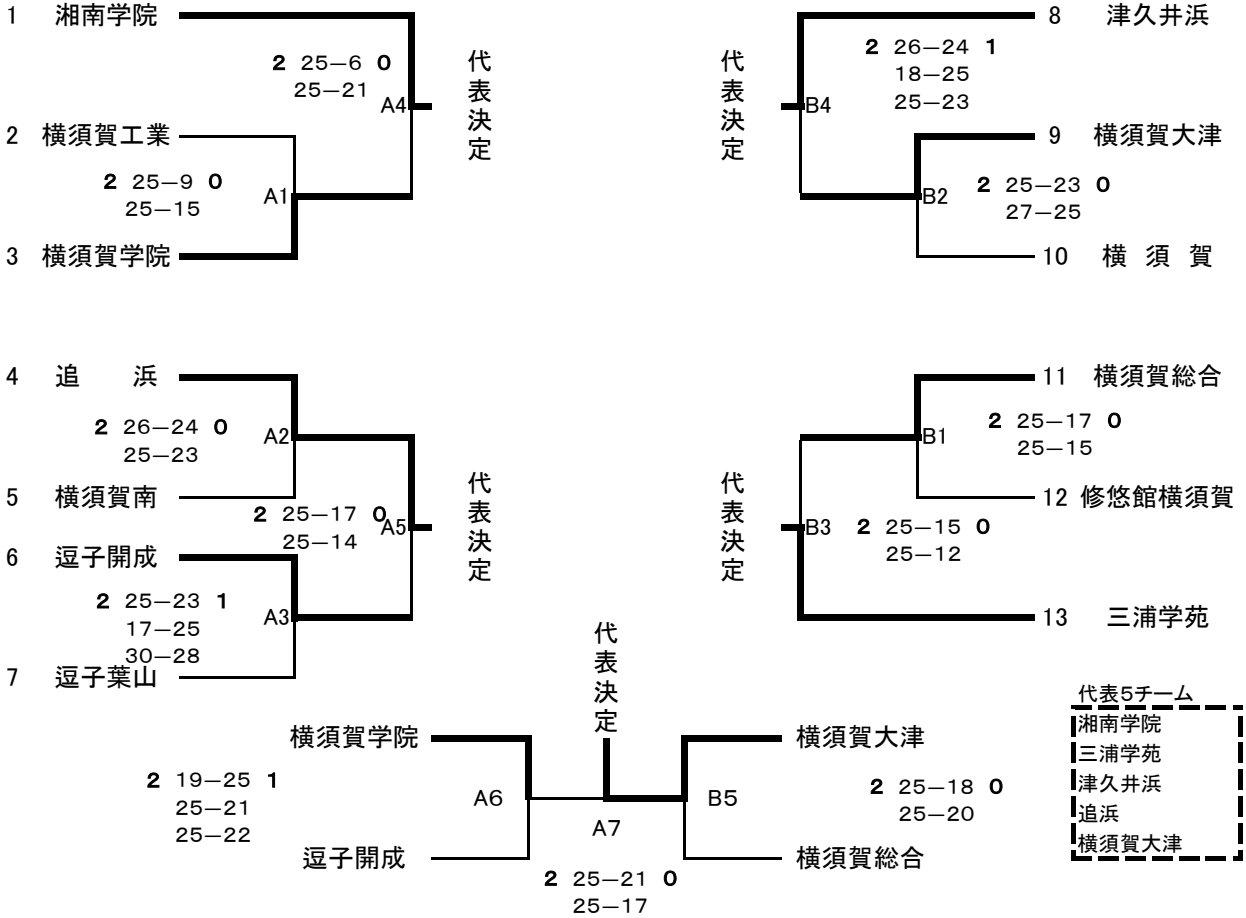 1 湘南学院
2 25－6 0
25－21
A4
代表決定
2 横須賀工業
2 25－9 0
25－15
A1
3 横須賀学院
4 追　　浜
2 26－24 0
25－23
A2
5 横須賀南
2 25－17 0
25－14
A5
代表決定
6 逗子開成
2 25－23 1
17－25
30－28
A3
7 逗子葉山
8 津久井浜
2 26－24 1
18－25
25－23
B4
代表決定
9 横須賀大津
2 25－23 0
27－25
B2
10 横 須 賀
11 横須賀総合
2 25－17 0
25－15
B1
12 修悠館横須賀
代表決定
B3
2 25－15 0
25－12
13 三浦学苑
代表決定
横須賀学院
2 19－25 1
25－21
25－22
A6
逗子開成
横須賀大津
B5
2 25－18 0
25－20
横須賀総合
A7
2 25－21 0
25－17
代表5チーム
湘南学院
三浦学苑
津久井浜
追浜
横須賀大津